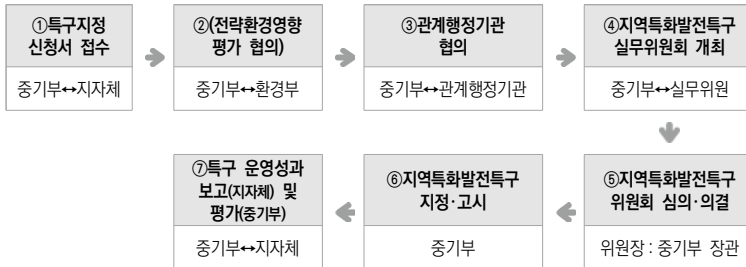 ①특구지정
신청서 접수
중기부↔지자체
②(전략환경영향
평가 협의)
중기부↔환경부
③관계행정기관
협의
중기부↔관계행정기관
④지역특화발전특구
실무위원회 개최
중기부↔실무위원
⑤지역특화발전특구
위원회 심의·의결
위원장 : 중기부 장관
⑥지역특화발전특구
지정·고시
중기부
⑦특구 운영성과
보고(지자체) 및
평가(중기부)
중기부↔지자체